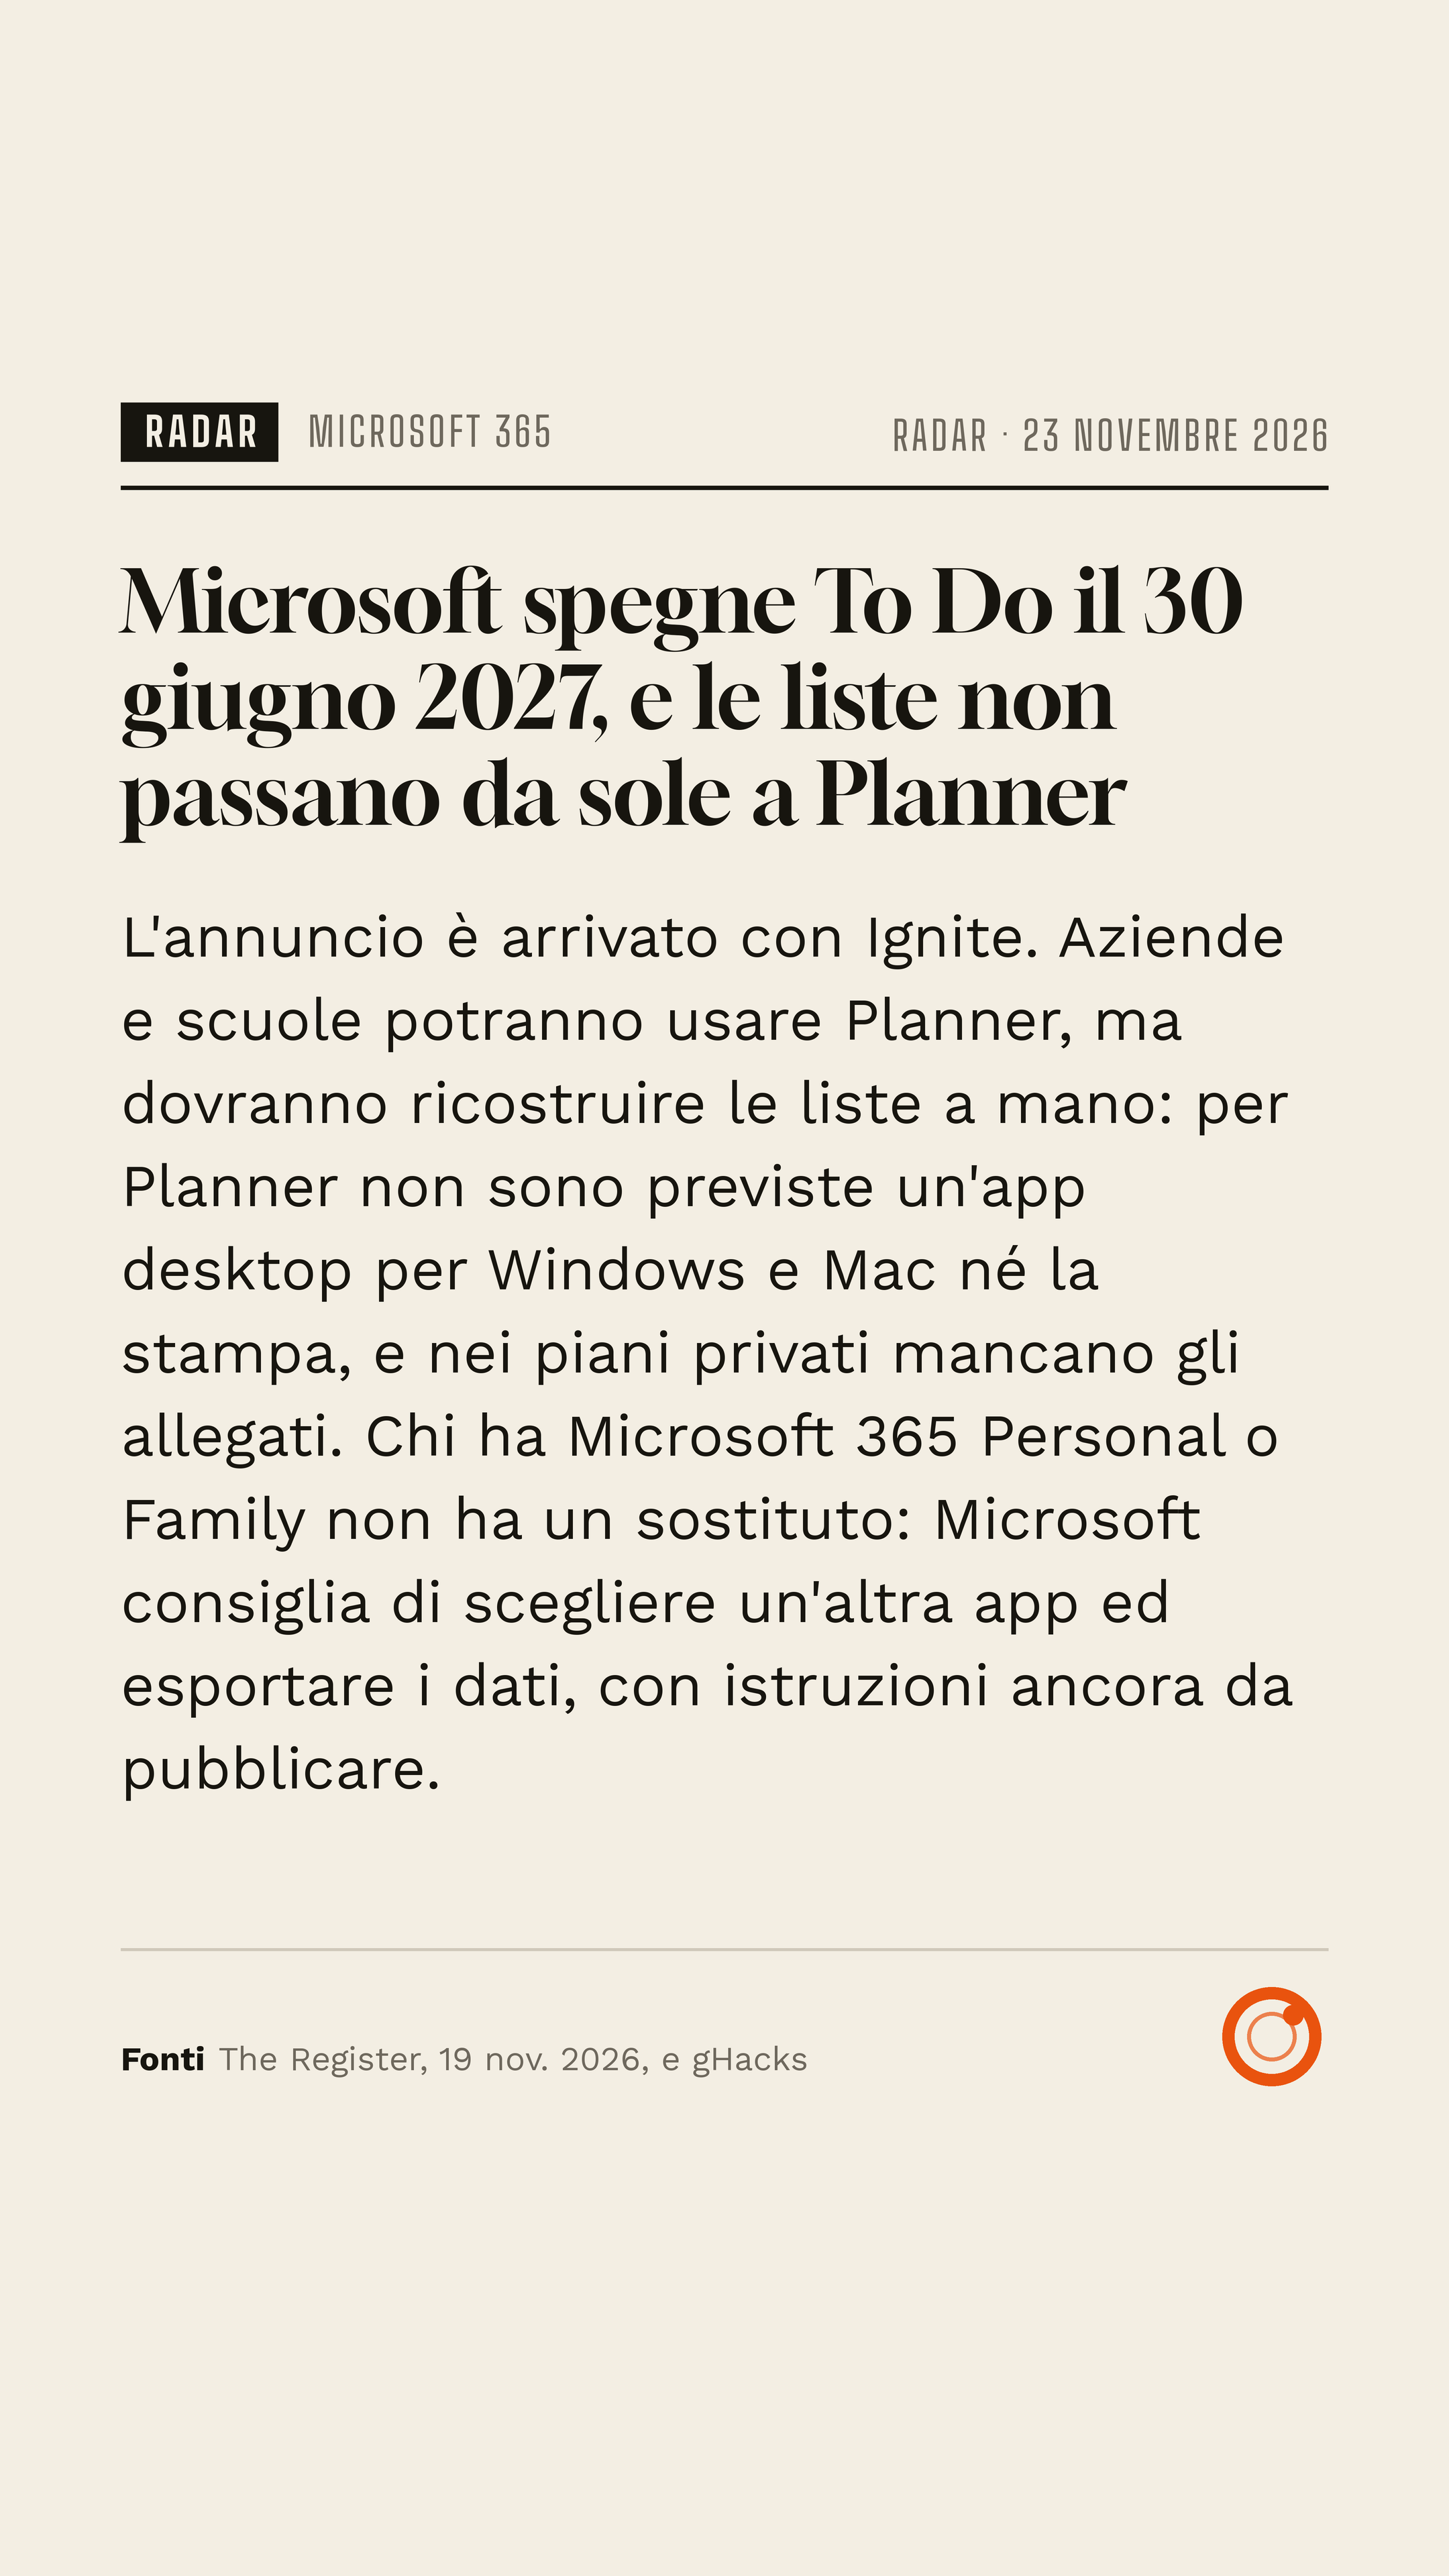 RADAR MICROSOFT 365 RADAR · 23 NOVEMBRE 2026
Microsoft spegne To Do il 30
giugno 2027, e le liste non
passano da sole a Planner
L'annuncio è arrivato con Ignite. Aziende
e scuole potranno usare Planner, ma
dovranno ricostruire le liste a mano: per
Planner non sono previste un'app
desktop per Windows e Mac né la
stampa, e nei piani privati mancano gli
allegati. Chi ha Microsoft 365 Personal o
Family non ha un sostituto: Microsoft
consiglia di scegliere un'altra app ed
esportare i dati, con istruzioni ancora da
pubblicare.
Fonti The Register, 19 nov. 2026, e gHacks